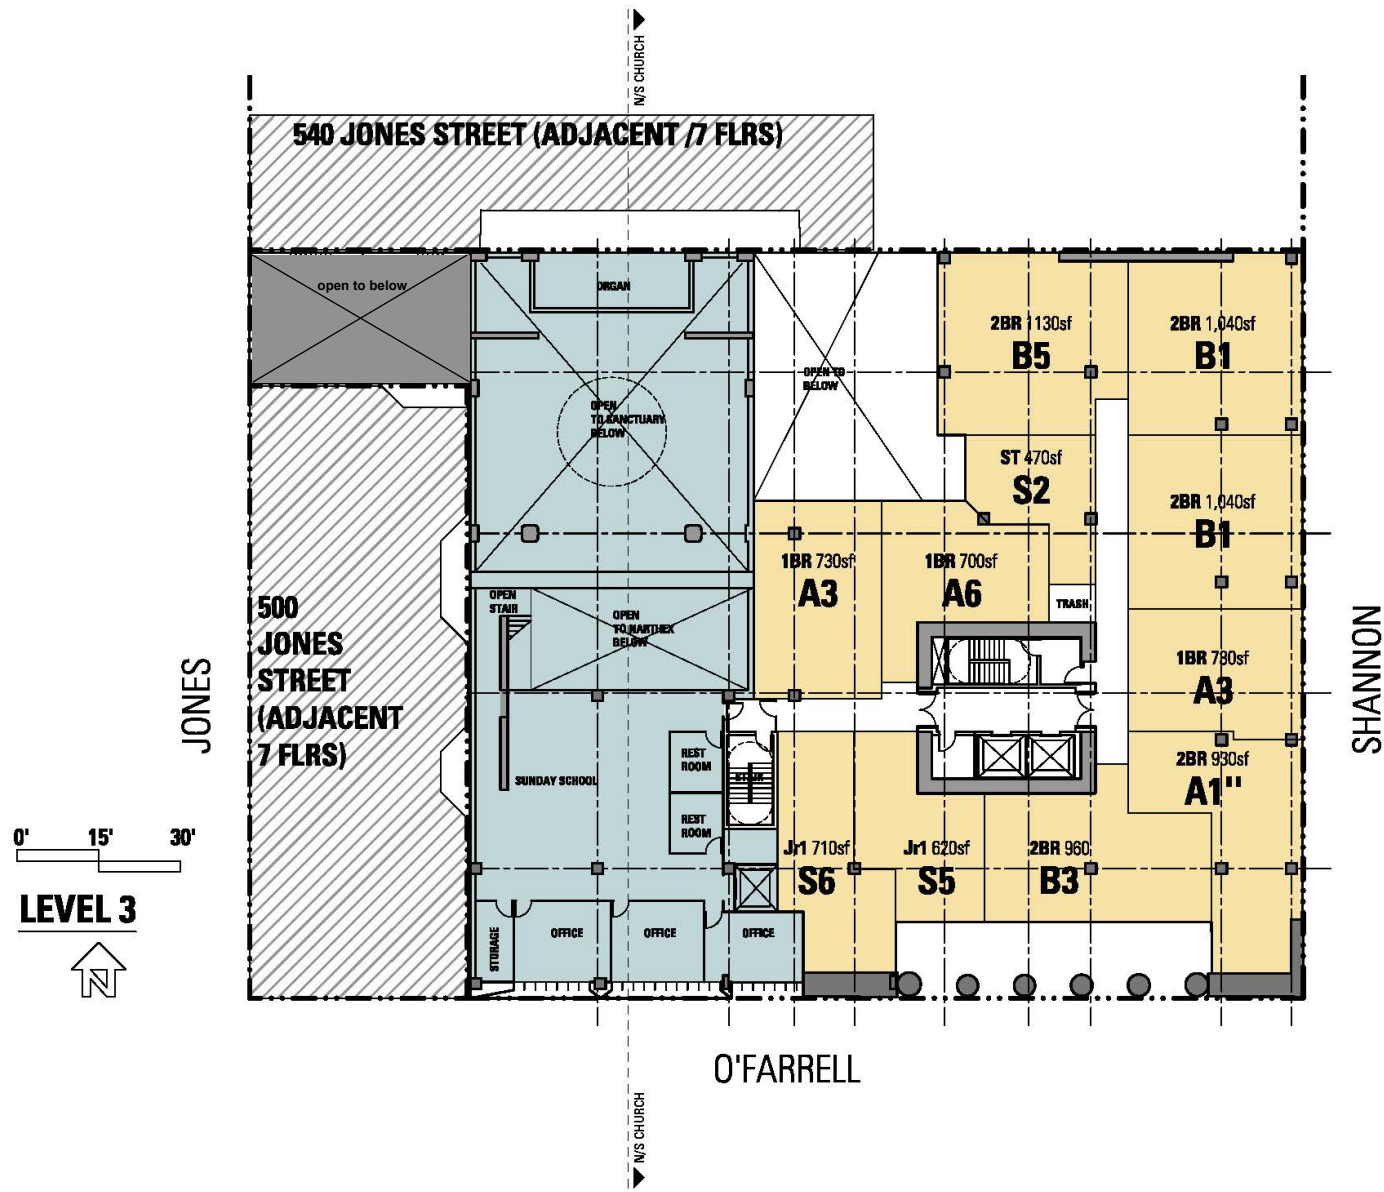 N/S CHURCH
540 JONES STREET (ADJACENT /7 FLRS)
open to below
ORGAN
OPEN
TO SANCTUARY
BELOW
OPEN TO
BELOW
2BR 1130sf
B5
2BR 1,040sf
B1
ST 470sf
S2
2BR 1,040sf
B1
1BR 730sf
A3
1BR 700sf
A6
TRASH
OPEN
STAIR
OPEN
TO NARTHEX
BELOW
500
JONES
STREET
(ADJACENT
7 FLRS)
JONES
SHANNON
1BR 780sf
A3
2BR 930sf
A1"
REST
ROOM
SUNDAY SCHOOL
STAIR
REST
ROOM
0' 15' 30'
LEVEL 3
N
Jr1 710sf
S6
Jr1 620sf
S5
2BR 960
B3
STORAGE
OFFICE
OFFICE
OFFICE
O'FARRELL
N/S CHURCH